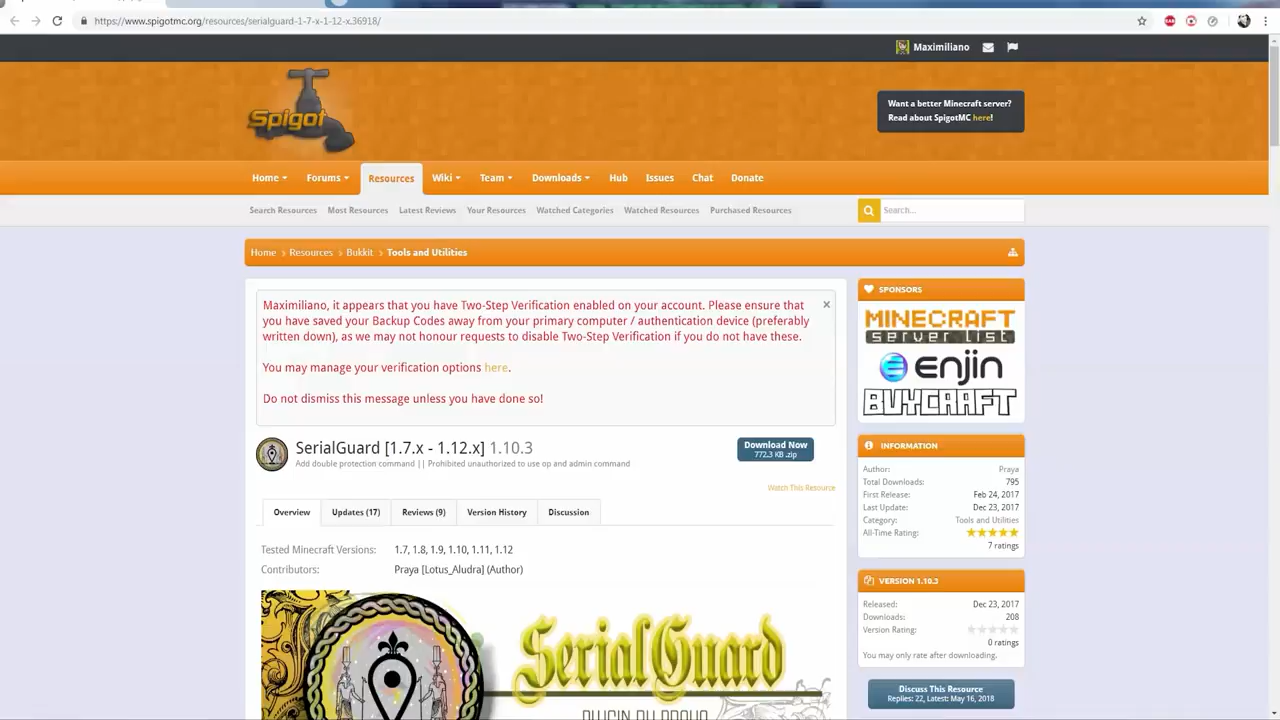 https://www.spigotmc.org/resources/serialguard-1-7-x-1-12-x.36918/
Maximiliano
Spigot
Want a better Minecraft server?
Read about SpigotMC here!
Home
Forums
Resources
Wiki
Team
Downloads
Hub
Issues
Chat
Donate
Search Resources
Most Resources
Latest Reviews
Your Resources
Watched Categories
Watched Resources
Purchased Resources
Search...
Home
Resources
Bukkit
Tools and Utilities
Maximiliano, it appears that you have Two-Step Verification enabled on your account. Please ensure that
you have saved your Backup Codes away from your primary computer / authentication device (preferably
written down), as we may not honour requests to disable Two-Step Verification if you do not have these.
You may manage your verification options here.
Do not dismiss this message unless you have done so!
SerialGuard [1.7.x - 1.12.x] 1.10.3
Add double protection command || Prohibited unauthorized to use op and admin command
Download Now
772.3 KB .zip
Watch This Resource
Overview
Updates (17)
Reviews (9)
Version History
Discussion
Tested Minecraft Versions: 1.7, 1.8, 1.9, 1.10, 1.11, 1.12
Contributors: Praya [Lotus_Aludra] (Author)
SerialGuard
PLUGIN BY PRAYA
SPONSORS
MINECRAFT
server list
enjin
BUYCRAFT
INFORMATION
Author: Praya
Total Downloads: 795
First Release: Feb 24, 2017
Last Update: Dec 23, 2017
Category: Tools and Utilities
All-Time Rating:
7 ratings
VERSION 1.10.3
Released: Dec 23, 2017
Downloads: 208
Version Rating:
0 ratings
You may only rate after downloading.
Discuss This Resource
Replies: 22, Latest: May 16, 2018